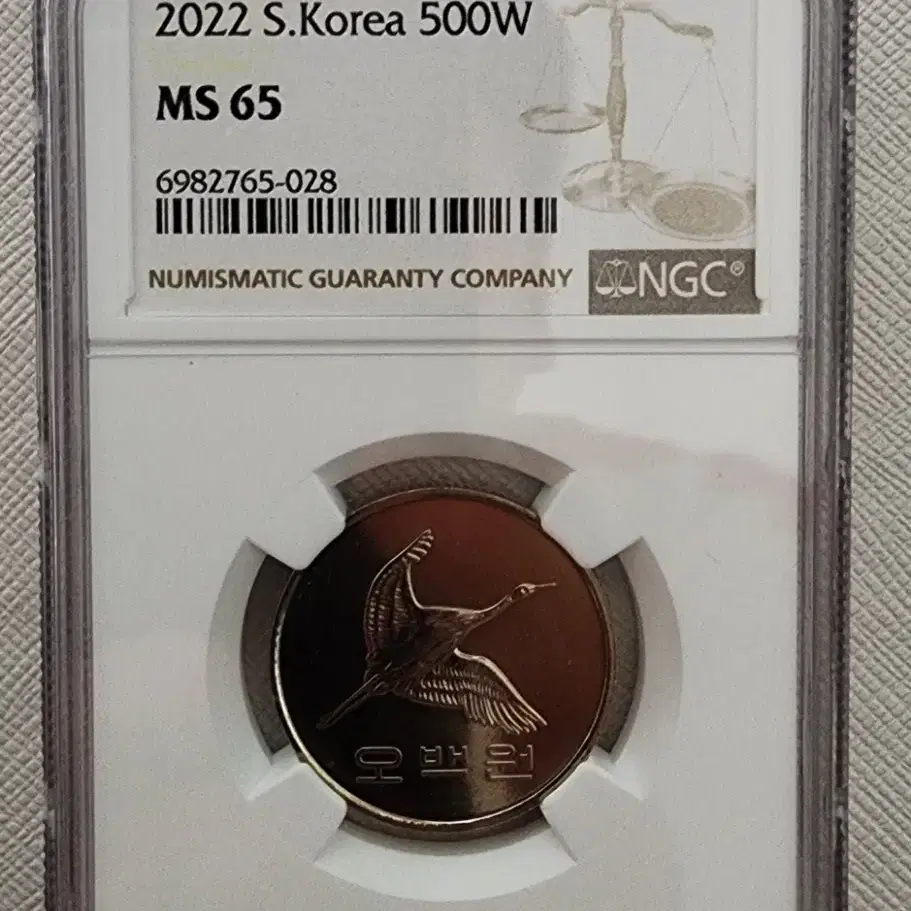 2022 S.Korea 500W
MS 65
6982765-028
NUMISMATIC GUARANTY COMPANY
NGC®
오백원